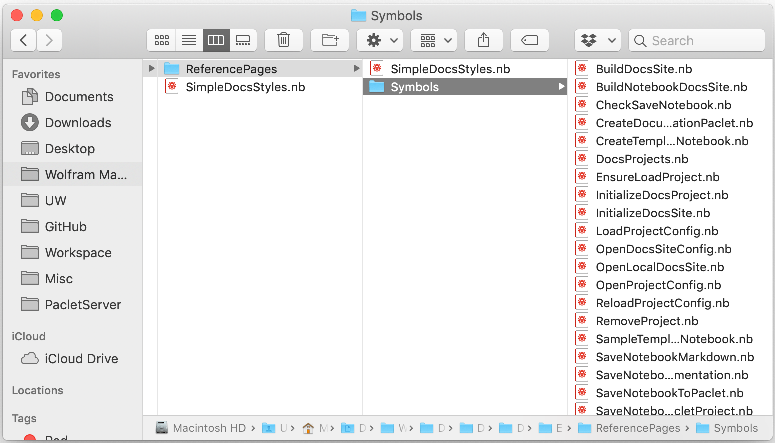 Symbols
Search
Favorites
Documents
Downloads
Desktop
Wolfram Ma...
UW
GitHub
Workspace
Misc
PacletServer
iCloud
iCloud Drive
Locations
Tags
ReferencePages
SimpleDocsStyles.nb
SimpleDocsStyles.nb
Symbols
BuildDocsSite.nb
BuildNotebookDocsSite.nb
CheckSaveNotebook.nb
CreateDocu...ationPaclet.nb
CreateTempl...Notebook.nb
DocsProjects.nb
EnsureLoadProject.nb
InitializeDocsProject.nb
InitializeDocsSite.nb
LoadProjectConfig.nb
OpenDocsSiteConfig.nb
OpenLocalDocsSite.nb
OpenProjectConfig.nb
ReloadProjectConfig.nb
RemoveProject.nb
SampleTempl...Notebook.nb
SaveNotebookMarkdown.nb
SaveNotebo...mentation.nb
SaveNotebookToPaclet.nb
SaveNotebo...cletProject.nb
Macintosh HD › U › M › D › W › D › D › D › E › ReferencePages › Symbols